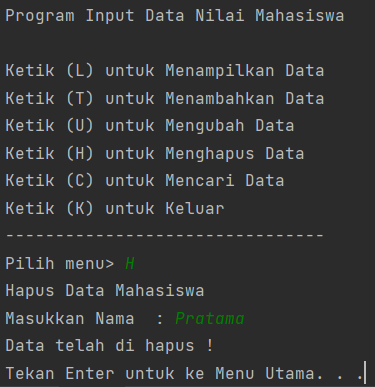 Program Input Data Nilai Mahasiswa
Ketik (L) untuk Menampilkan Data
Ketik (T) untuk Menambahkan Data
Ketik (U) untuk Mengubah Data
Ketik (H) untuk Menghapus Data
Ketik (C) untuk Mencari Data
Ketik (K) untuk Keluar
--------------------------------
Pilih menu> H
Hapus Data Mahasiswa
Masukkan Nama  : Pratama
Data telah di hapus !
Tekan Enter untuk ke Menu Utama. . .